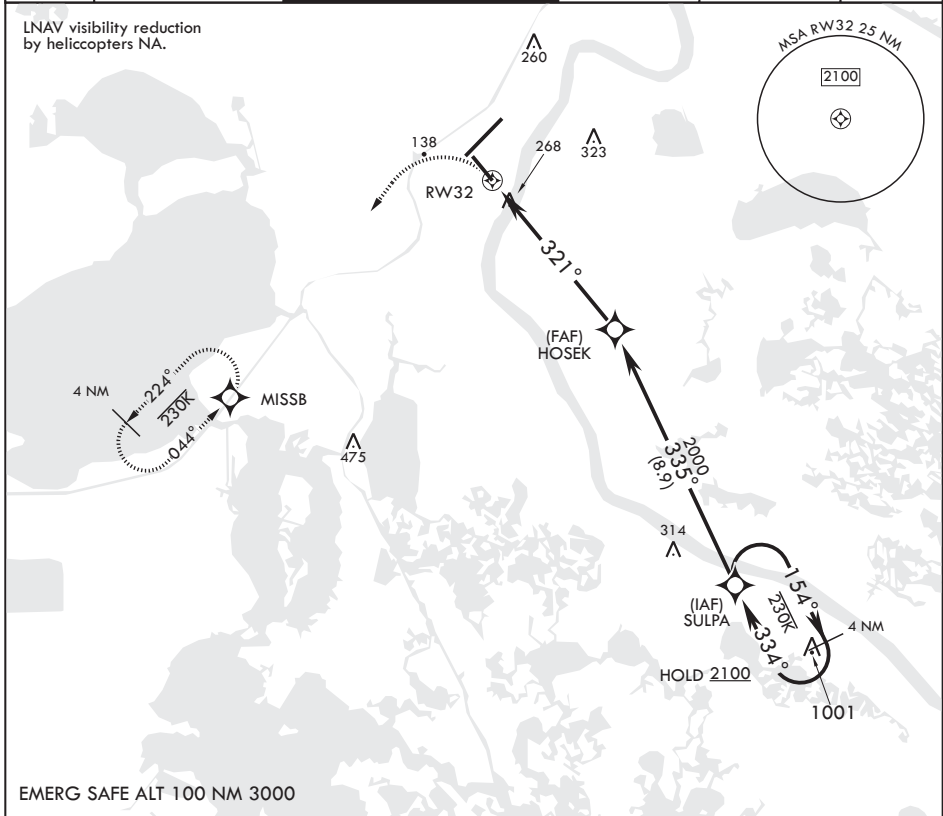 LNAV visibility reduction
by heliccopters NA.
260
MSA RW32 25 NM
2100
138
268
323
RW32
321°
(FAF)
HOSEK
4 NM
224°
230K
044°
MISSB
475
2000
335°
(8.9)
314
(IAF)
SULPA
154°
230K
4 NM
334°
HOLD 2100
1001
EMERG SAFE ALT 100 NM 3000